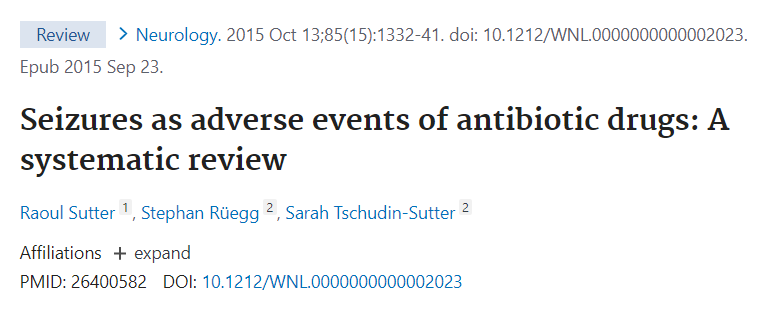 Review > Neurology. 2015 Oct 13;85(15):1332-41. doi: 10.1212/WNL.0000000000002023.
Epub 2015 Sep 23.
Seizures as adverse events of antibiotic drugs: A
systematic review
Raoul Sutter 1, Stephan Rüegg 2, Sarah Tschudin-Sutter 2
Affiliations + expand
PMID: 26400582 DOI: 10.1212/WNL.0000000000002023